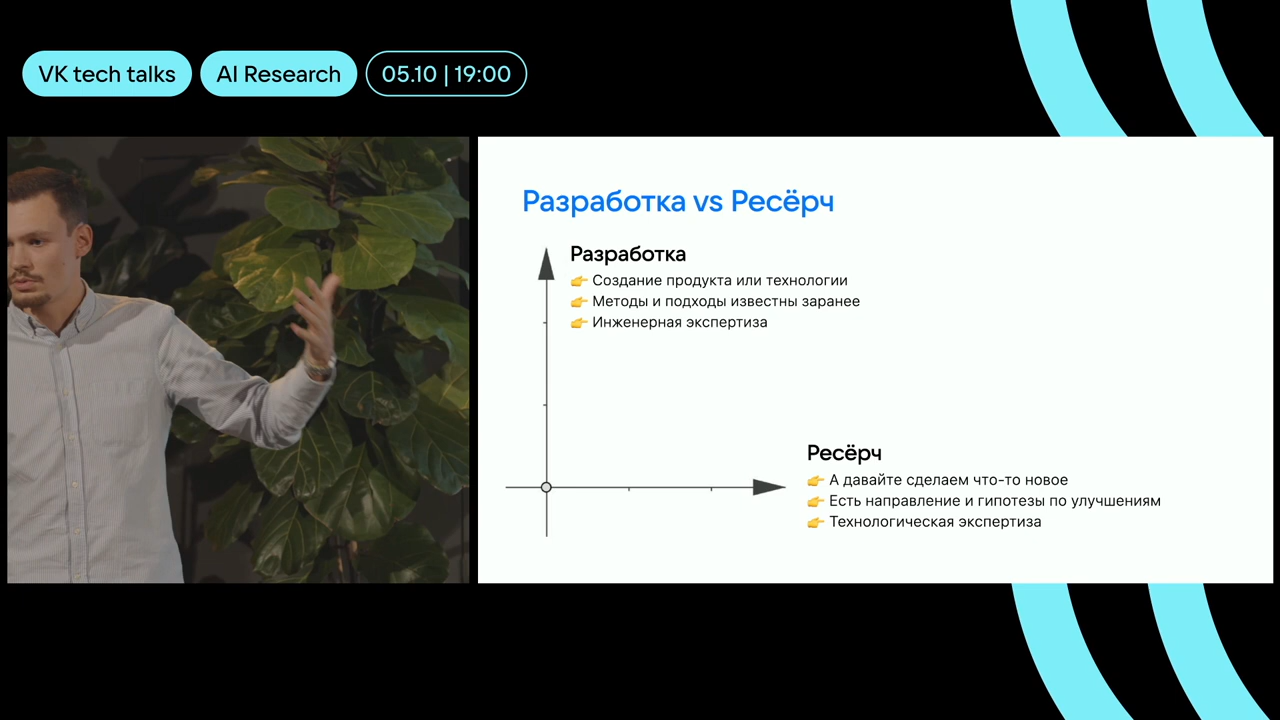 VK tech talks
AI Research
05.10 | 19:00
Разработка vs Ресёрч
Разработка
👉 Создание продукта или технологии
👉 Методы и подходы известны заранее
👉 Инженерная экспертиза
Ресёрч
👉 А давайте сделаем что-то новое
👉 Есть направление и гипотезы по улучшениям
👉 Технологическая экспертиза